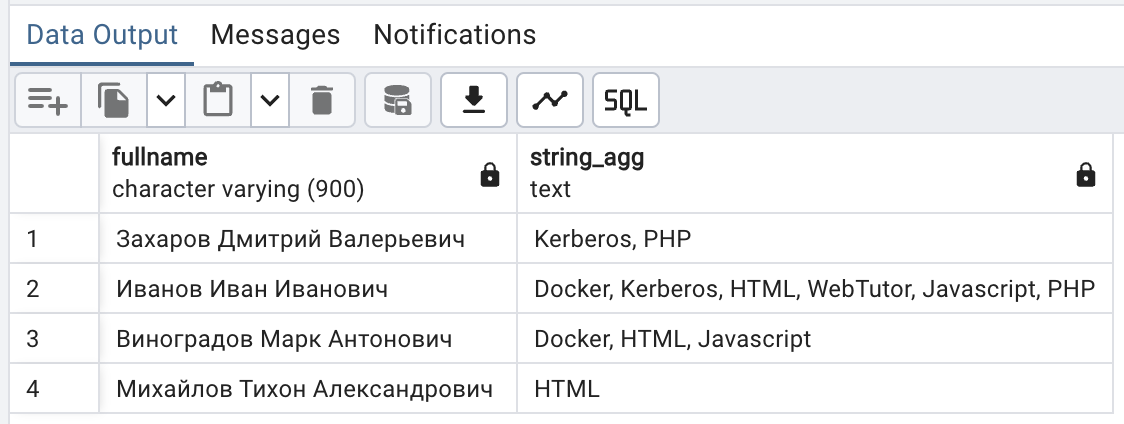 Data Output Messages Notifications
SQL
fullname string_agg
character varying (900) text
1 Захаров Дмитрий Валерьевич Kerberos, PHP
2 Иванов Иван Иванович Docker, Kerberos, HTML, WebTutor, Javascript, PHP
3 Виноградов Марк Антонович Docker, HTML, Javascript
4 Михайлов Тихон Александрович HTML